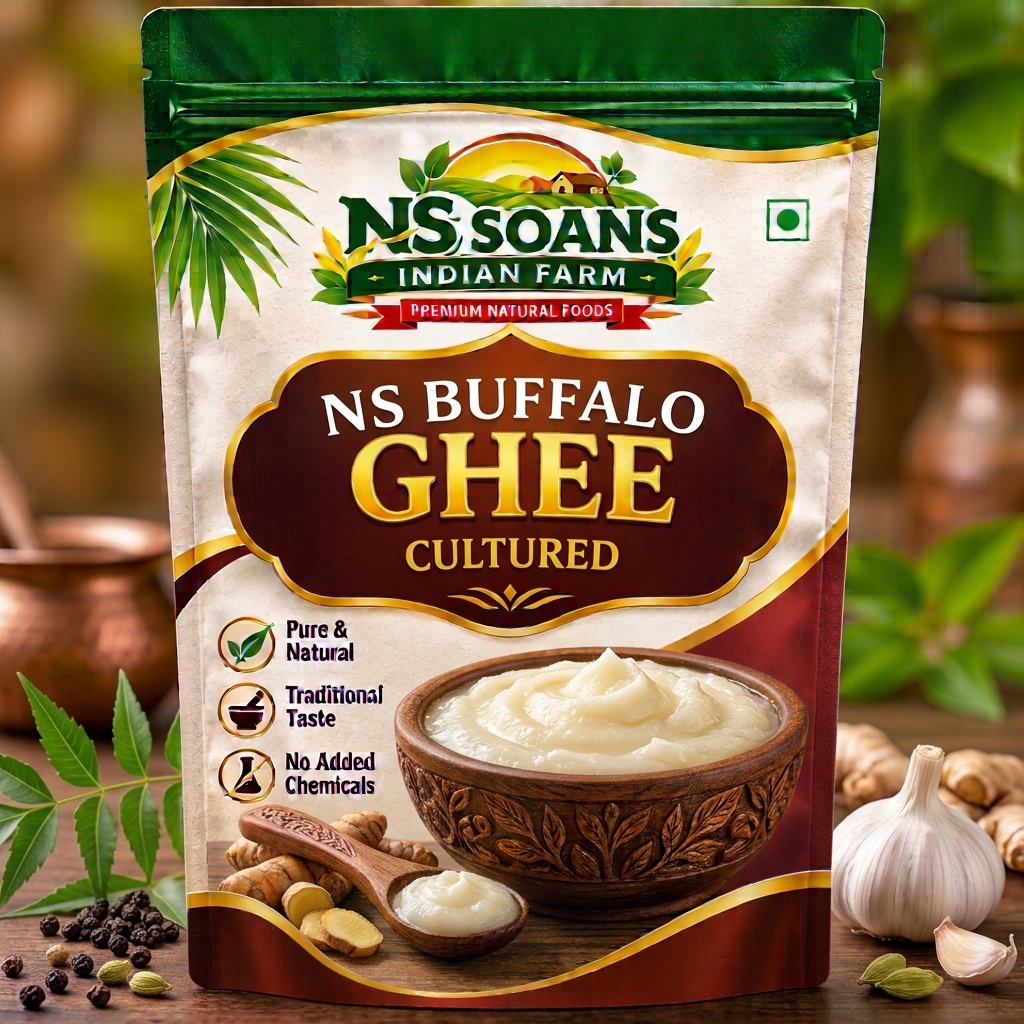 NS SOANS
INDIAN FARM
PREMIUM NATURAL FOODS
NS BUFFALO
GHEE
CULTURED
Pure &
Natural
Traditional
Taste
No Added
Chemicals